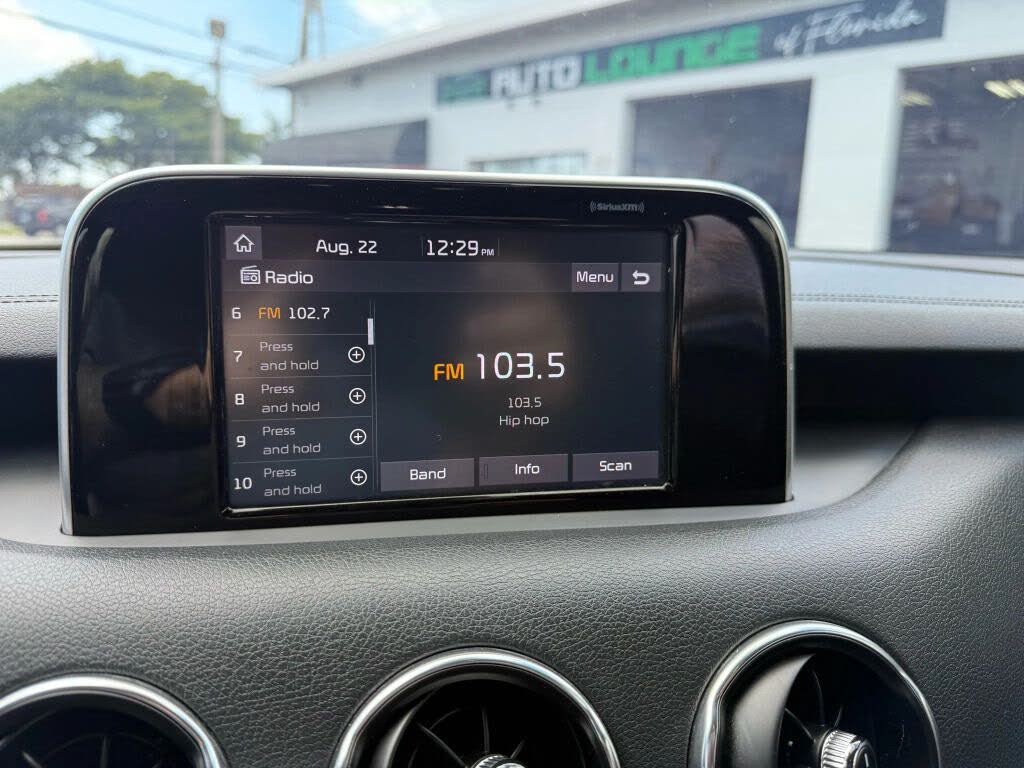 AUTO LOUNGE of Florida
((SiriusXM))
Aug. 22 12:29 PM
Radio Menu
6 FM 102.7
7 Press and hold
8 Press and hold
9 Press and hold
10 Press and hold
FM 103.5
103.5
Hip hop
Band Info Scan